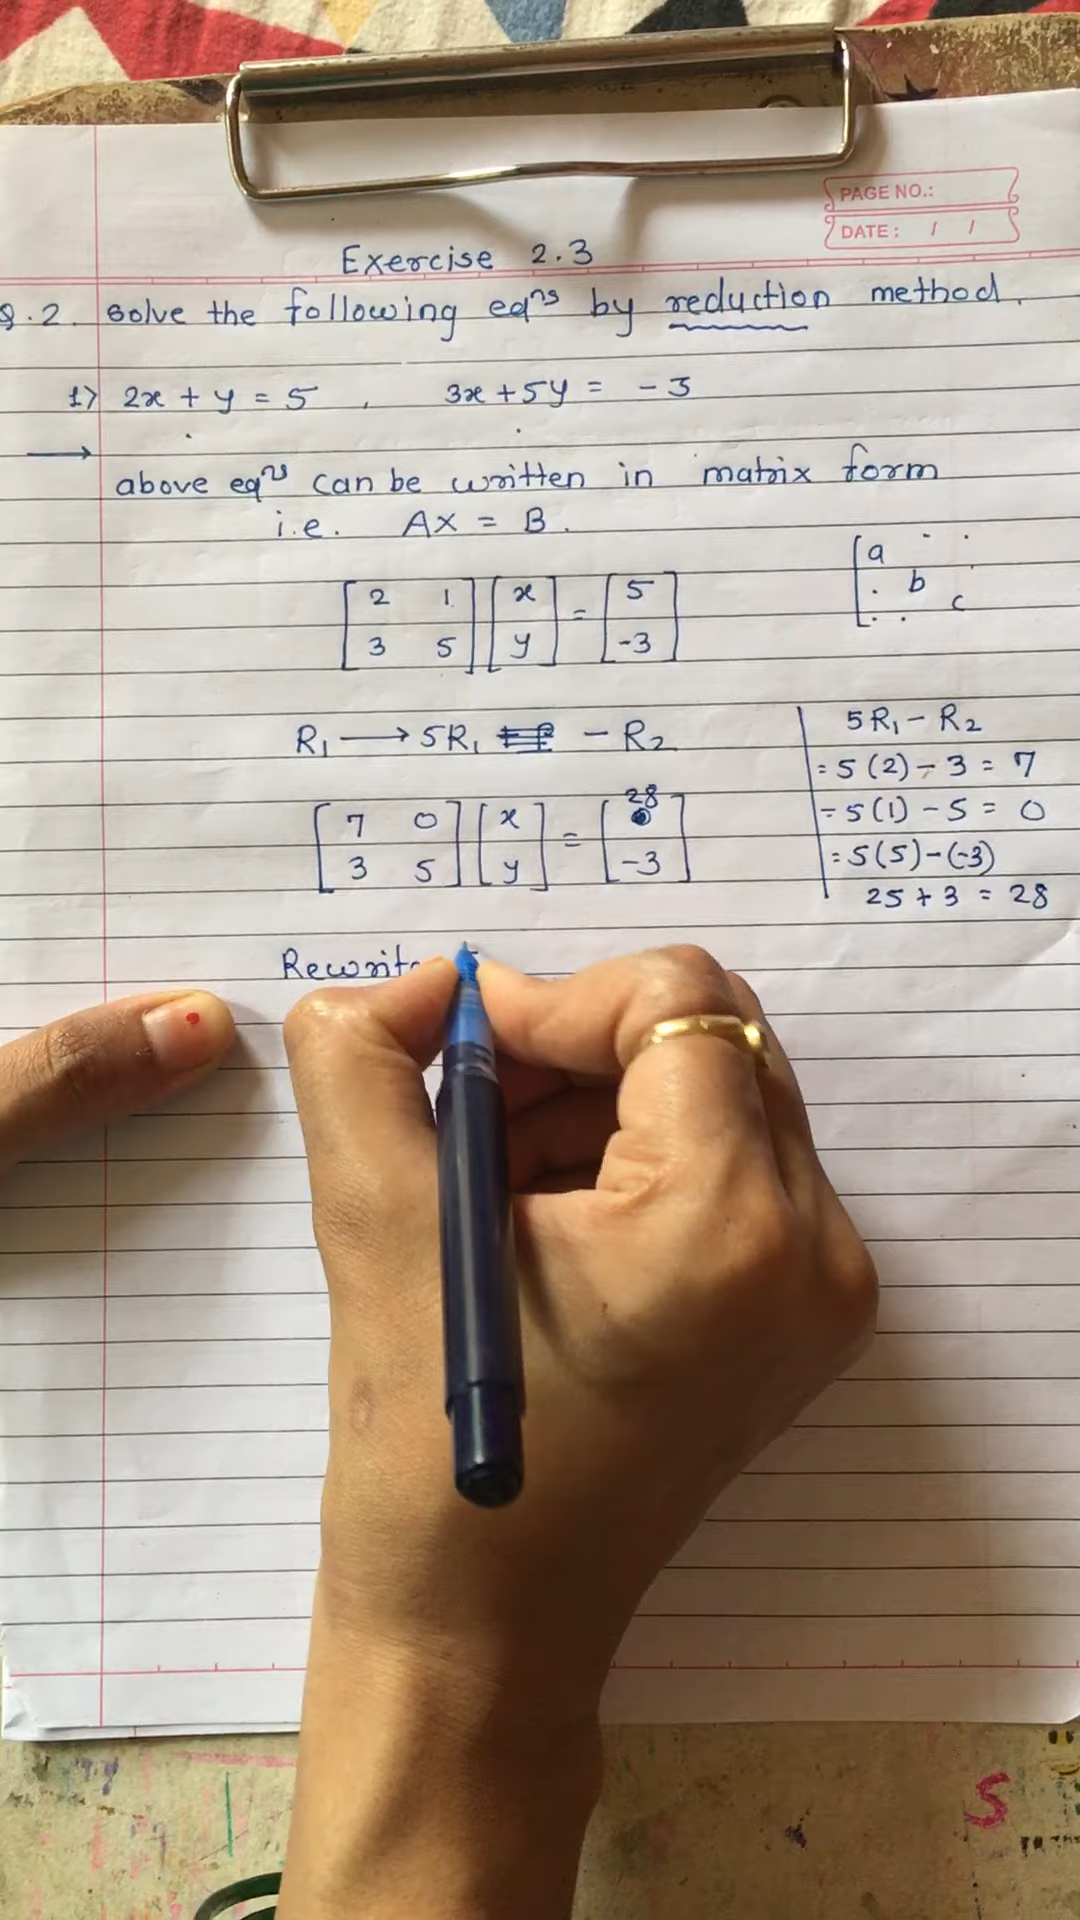 PAGE NO.:
DATE: / /
Exercise 2.3
Q.2. solve the following eqns by reduction method.
1) 2x + y = 5 , 3x + 5y = -3
→
above eqns can be written in matrix form
i.e. AX = B.
[2 1] [x] = [5]
[3 5] [y] = [-3]
[a . .
. b .
. . c
R1 → 5R1 - R2
[7 0] [x] = [28]
[3 5] [y] = [-3]
5R1 - R2
= 5(2) - 3 = 7
= 5(1) - 5 = 0
= 5(5) - (-3)
25 + 3 = 28
S